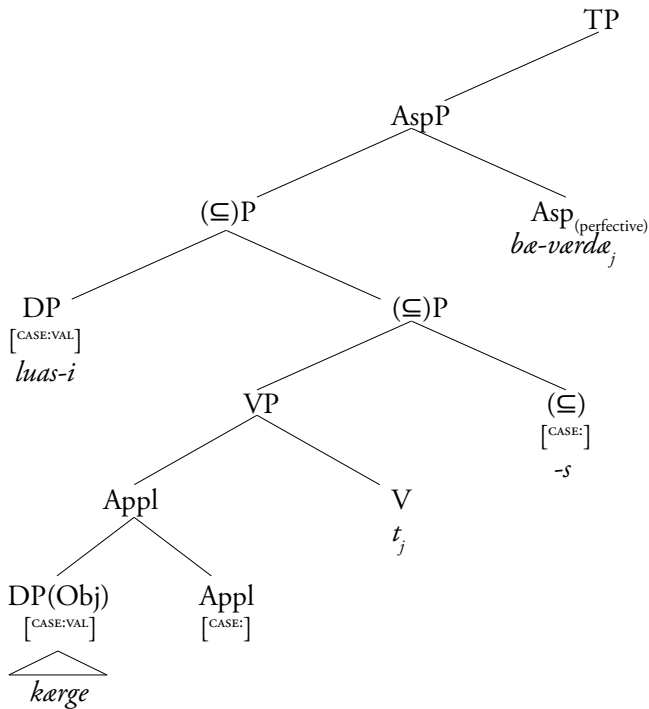 TP
AspP
(⊆)P Asp(perfective)
bæ-værdæj
DP (⊆)P
[CASE:VAL]
luas-i
VP (⊆)
[CASE:]
-s
Appl V
tj
DP(Obj) Appl
[CASE:VAL] [CASE:]
kærge